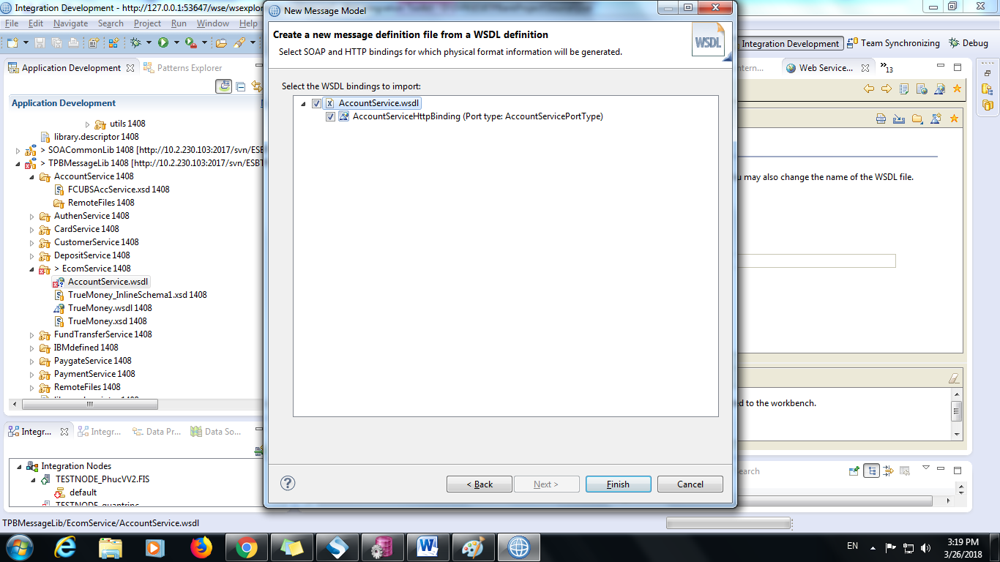 Integration Development - http://127.0.0.1:53647/wse/wsexplor
File Edit Navigate Search Project Run Window Help
Integration Development
Team Synchronizing
Debug
Application Development
Patterns Explorer
Application Development
utils 1408
library.descriptor 1408
> SOACommonLib 1408 [http://10.2.230.103:2017/svn/ESB
> TPBMessageLib 1408 [http://10.2.230.103:2017/svn/ESBT
AccountService 1408
FCUBSAccService.xsd 1408
RemoteFiles 1408
AuthenService 1408
CardService 1408
CustomerService 1408
DepositService 1408
> EcomService 1408
AccountService.wsdl
TrueMoney_InlineSchema1.xsd 1408
TrueMoney.wsdl 1408
TrueMoney.xsd 1408
FundTransferService 1408
IBMdefined 1408
PaygateService 1408
PaymentService 1408
RemoteFiles 1408
Integr...
Integr...
Data Pr...
Data So...
Integration Nodes
TESTNODE_PhucVV2.FIS
default
TPBMessageLib/EcomService/AccountService.wsdl
New Message Model
Create a new message definition file from a WSDL definition
Select SOAP and HTTP bindings for which physical format information will be generated.
WSDL
Select the WSDL bindings to import:
AccountService.wsdl
AccountServiceHttpBinding (Port type: AccountServicePortType)
< Back
Next >
Finish
Cancel
ntern...
Web Service...
»13
u may also change the name of the WSDL file.
ed to the workbench.
earch
EN
3:19 PM
3/26/2018